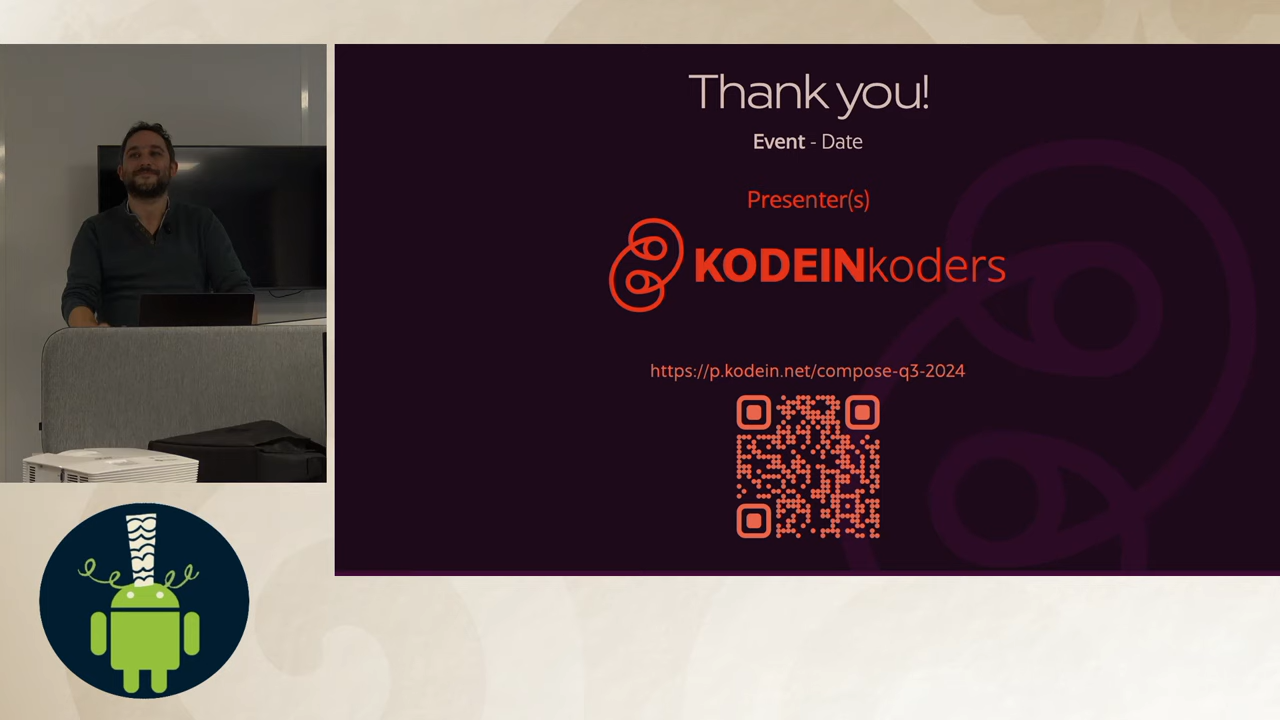 Thank you!
Event - Date
Presenter(s)
KODEINkoders
https://p.kodein.net/compose-q3-2024